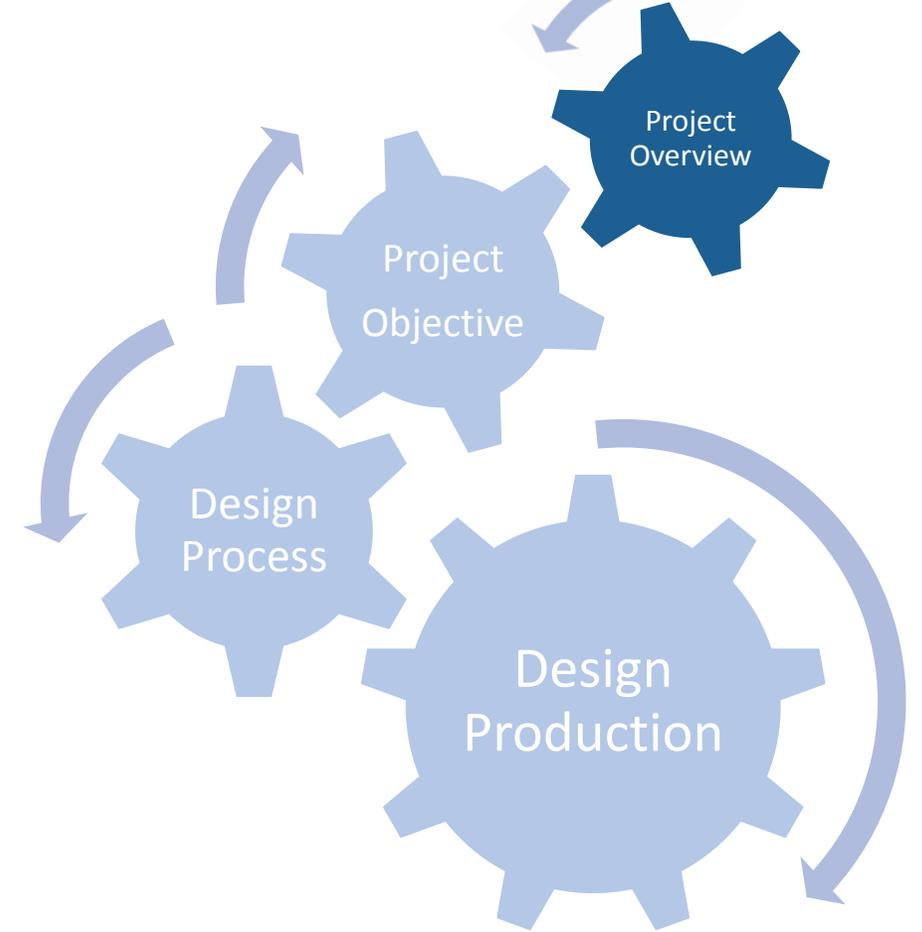 Project
Overview
Project
Objective
Design
Process
Design
Production